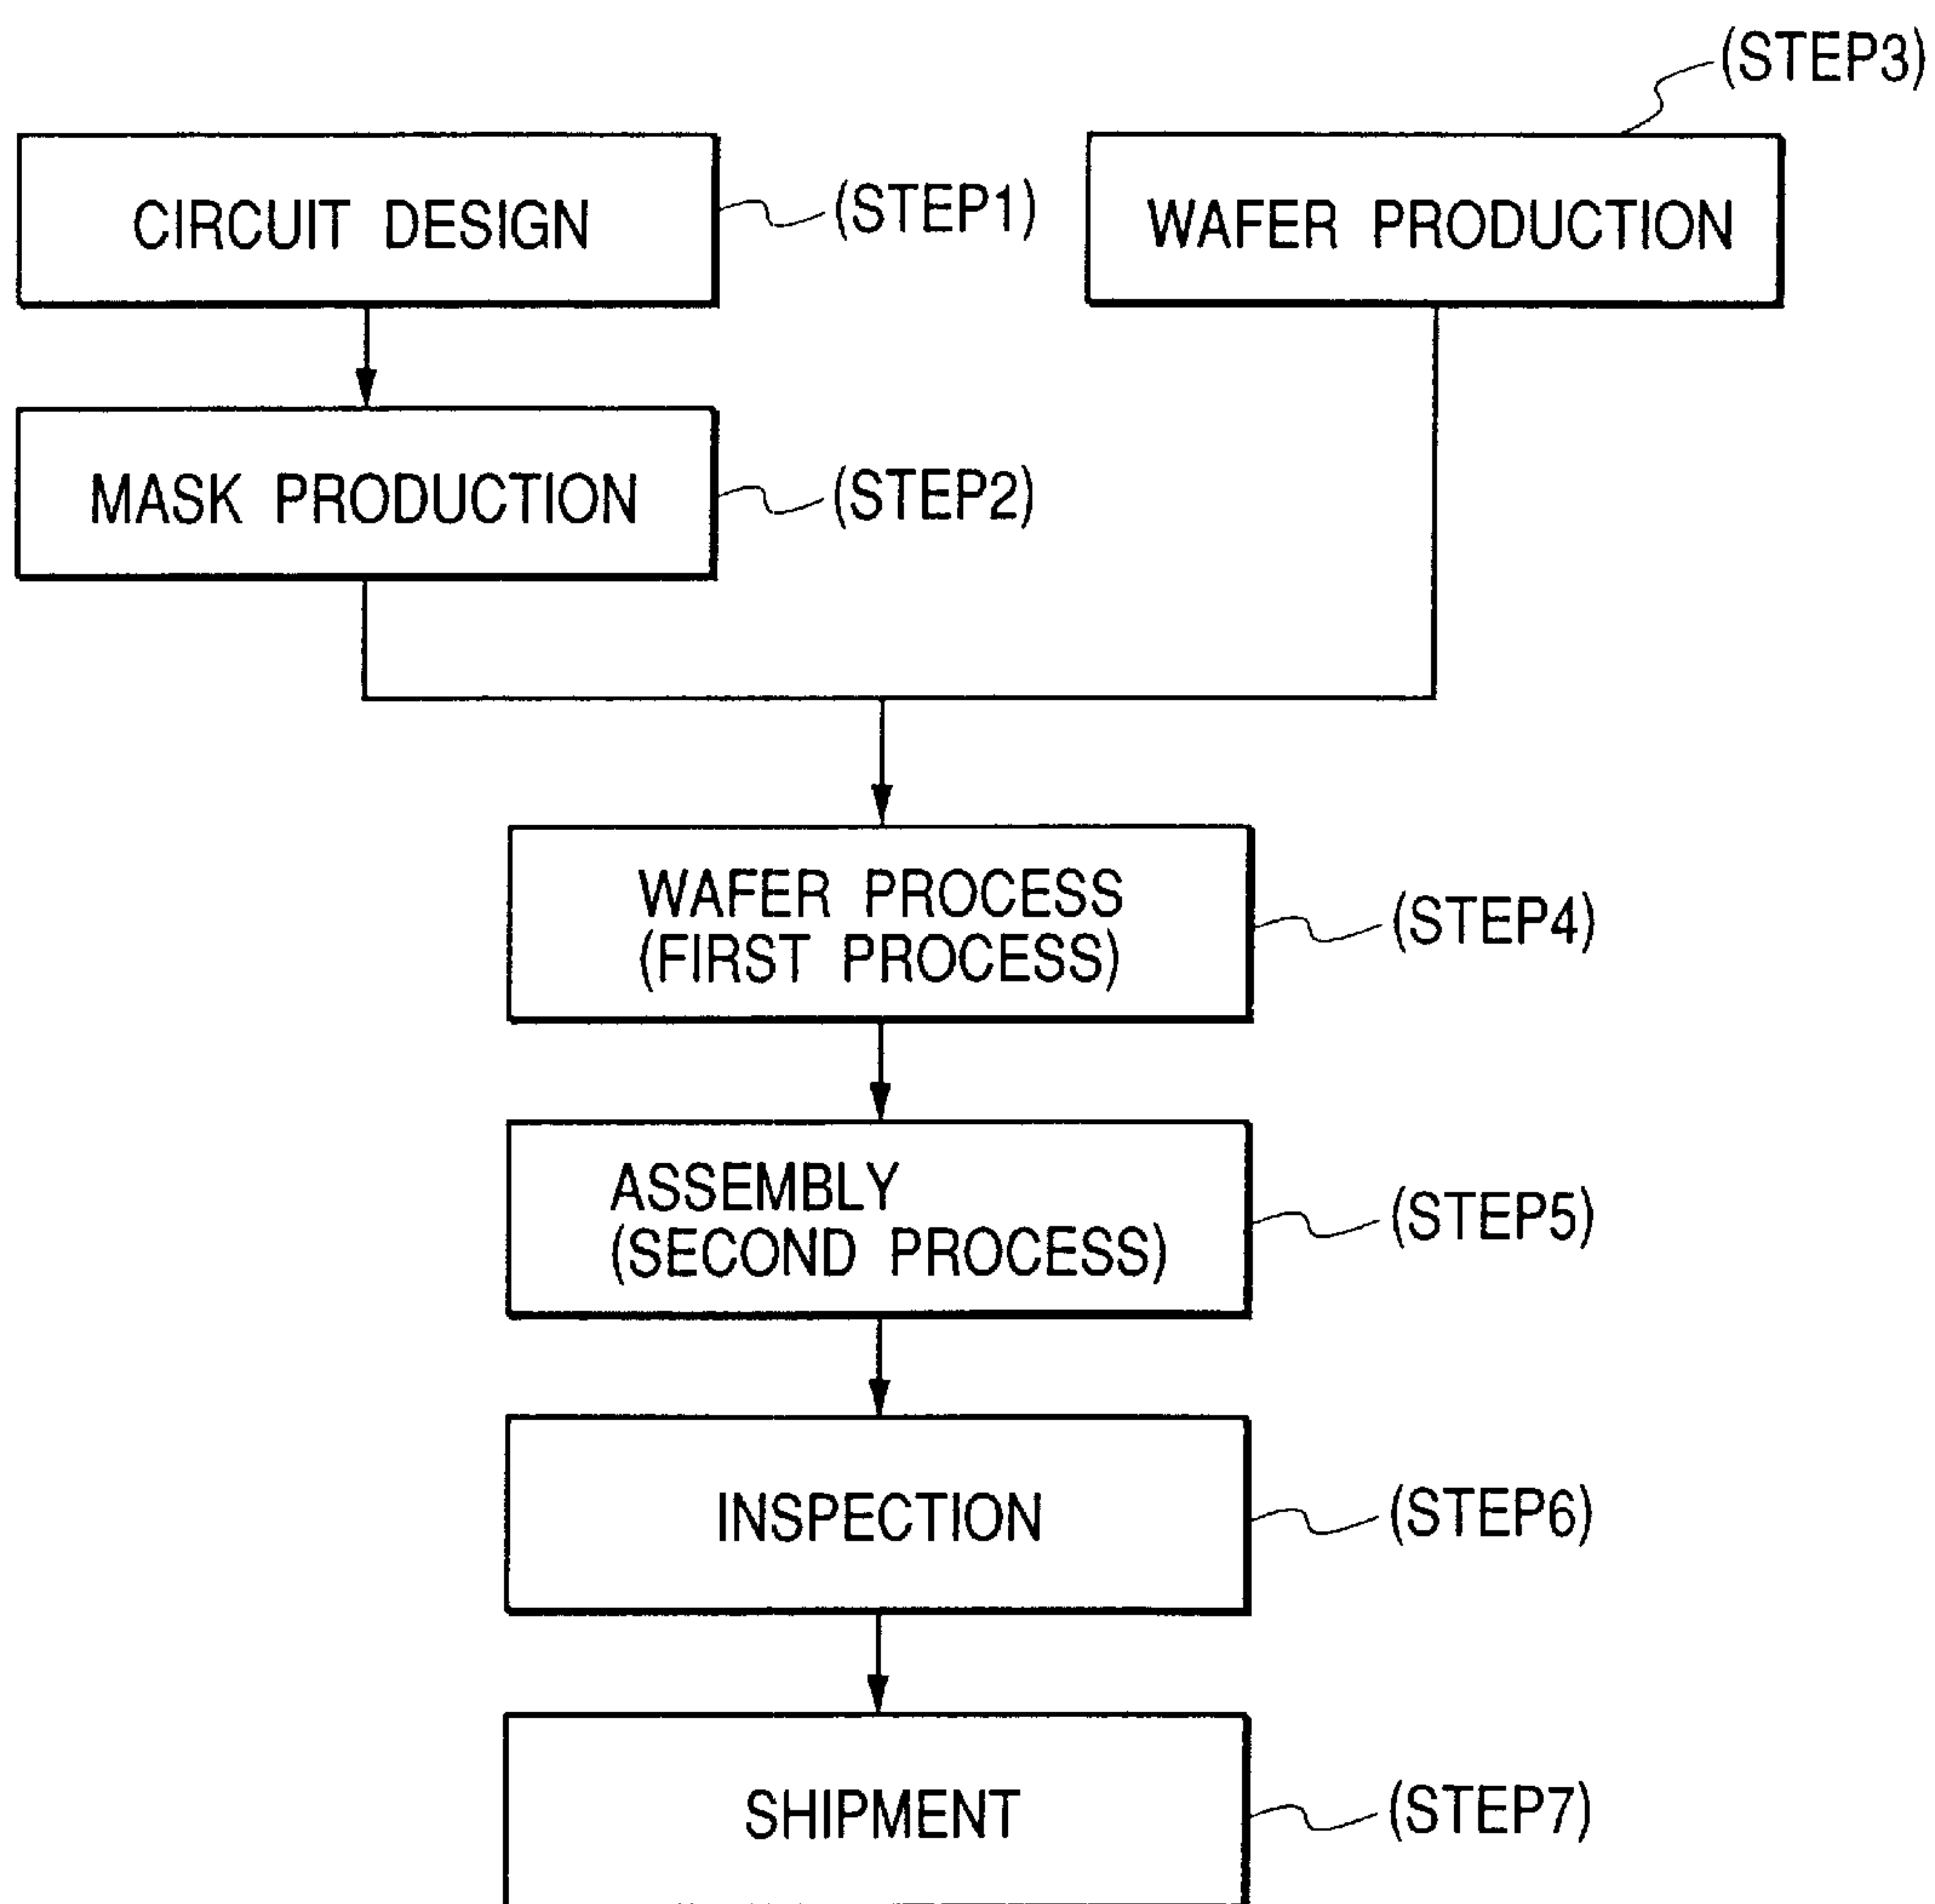 (STEP3)
CIRCUIT DESIGN
(STEP1)
WAFER PRODUCTION
MASK PRODUCTION
(STEP2)
WAFER PROCESS
(FIRST PROCESS)
(STEP4)
ASSEMBLY
(SECOND PROCESS)
(STEP5)
INSPECTION
(STEP6)
SHIPMENT
(STEP7)